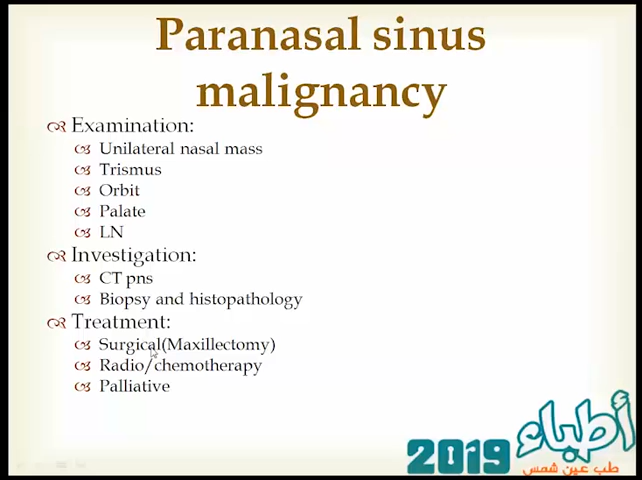 Paranasal sinus
malignancy
Examination:
Unilateral nasal mass
Trismus
Orbit
Palate
LN
Investigation:
CT pns
Biopsy and histopathology
Treatment:
Surgical(Maxillectomy)
Radio/chemotherapy
Palliative
2019 أطباء
طب عين شمس